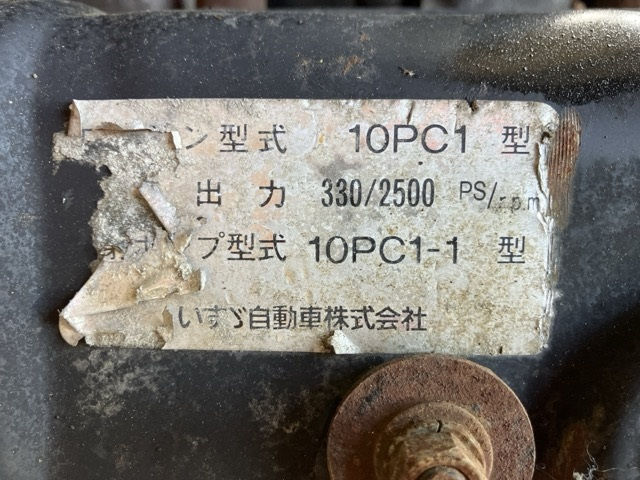 ン型式 10PC1 型
出力 330/2500 PS/r.p.m
プ型式 10PC1-1 型
いすゞ自動車株式会社